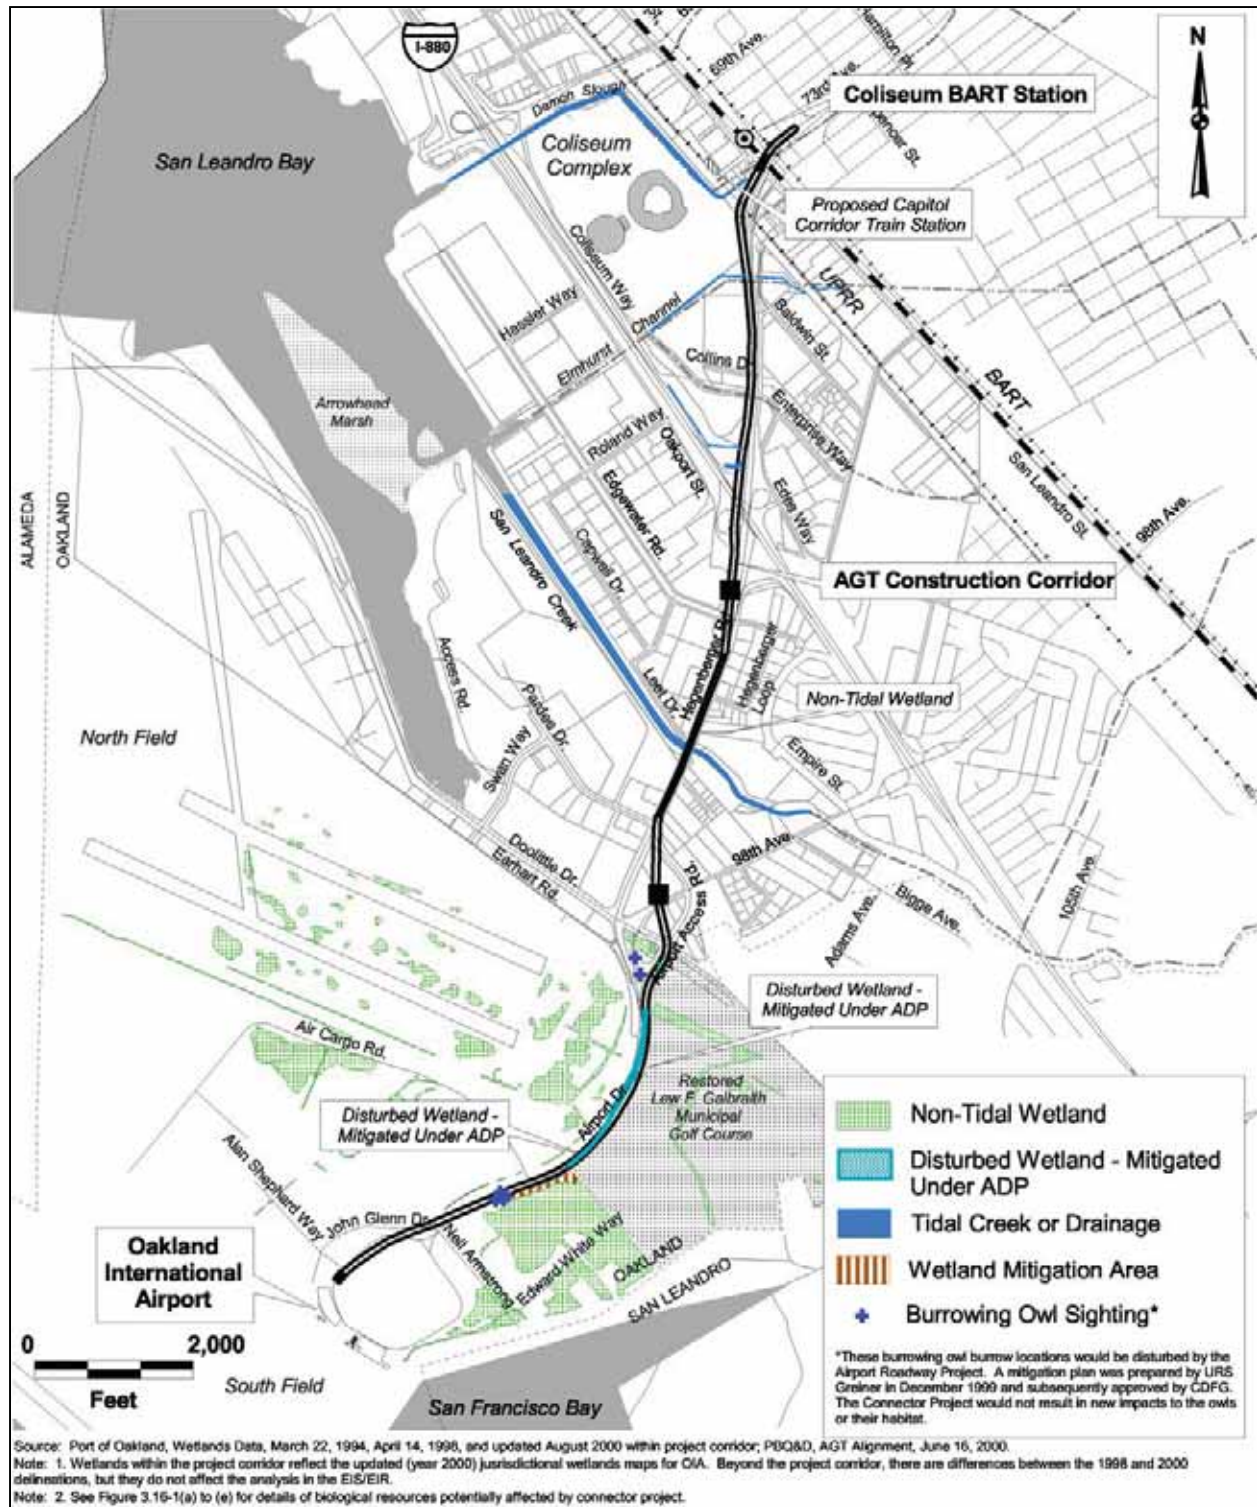 I-880
N
69th Ave.
73rd Ave.
Hamilton Pl
Spencer St.
Coliseum BART Station
Damon Slough
San Leandro Bay
Coliseum
Complex
Proposed Capitol
Corridor Train Station
Coliseum Way
UPRR
Hassler Way
Channel
Baldwin St.
Elmhurst
Collins Dr
BART
Arrowhead
Marsh
Enterprise Way
Roland Way
Oakport St.
San Leandro St.
98th Ave.
ALAMEDA
OAKLAND
Edgewater Rd.
Edes Way
San Leandro Creek
Capwell Dr
AGT Construction Corridor
Hegenberger Rd
Hegenberger
Loop
Access Rd.
Leet Dr.
Non-Tidal Wetland
Pardee Dr
North Field
Swan Way
Empire St.
Doolittle Dr.
Earhart Rd.
98th Ave.
Airport Access Rd.
Bigge Ave.
105th Ave.
Adams Ave.
Disturbed Wetland -
Mitigated Under ADP
Air Cargo Rd.
Restored
Lew F. Galbraith
Municipal
Golf Course
Airport Dr.
Disturbed Wetland -
Mitigated Under ADP
Alan Shephard Way
John Glenn Dr.
Neil Armstrong
Edward White Way
OAKLAND
SAN LEANDRO
Oakland
International
Airport
0 2,000
Feet
South Field
San Francisco Bay
Non-Tidal Wetland
Disturbed Wetland - Mitigated
Under ADP
Tidal Creek or Drainage
Wetland Mitigation Area
Burrowing Owl Sighting*
*These burrowing owl burrow locations would be disturbed by the
Airport Roadway Project. A mitigation plan was prepared by URS
Greiner in December 1999 and subsequently approved by CDFG.
The Connector Project would not result in new impacts to the owls
or their habitat.
Source: Port of Oakland, Wetlands Data, March 22, 1994, April 14, 1998, and updated August 2000 within project corridor; PBQ&D, AGT Alignment, June 16, 2000.
Note: 1. Wetlands within the project corridor reflect the updated (year 2000) jusrisdictional wetlands maps for OIA. Beyond the project corridor, there are differences between the 1998 and 2000
delineations, but they do not affect the analysis in the EIS/EIR.
Note: 2. See Figure 3.16-1(a) to (e) for details of biological resources potentially affected by connector project.